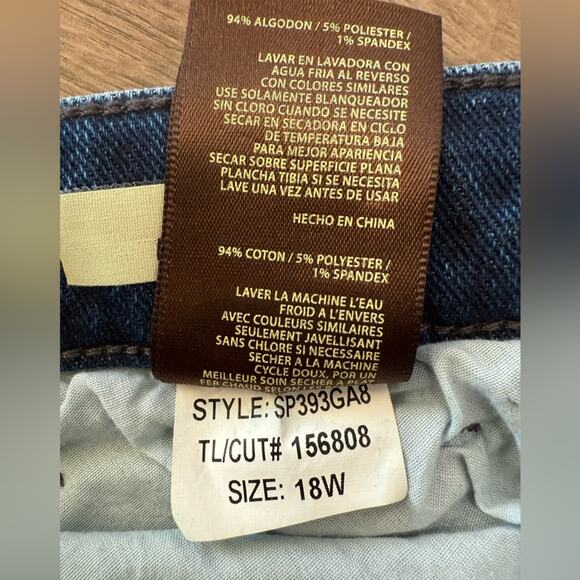 94% ALGODON / 5% POLIESTER /
1% SPANDEX
LAVAR EN LAVADORA CON
AGUA FRIA AL REVERSO
CON COLORES SIMILARES
USE SOLAMENTE BLANQUEADOR
SIN CLORO CUANDO SE NECESITE
SECAR EN SECADORA EN CICLO
DE TEMPERATURA BAJA
PARA MEJOR APARIENCIA
SECAR SOBRE SUPERFICIE PLANA
PLANCHA TIBIA SI SE NECESITA
LAVE UNA VEZ ANTES DE USAR
HECHO EN CHINA
94% COTON / 5% POLYESTER /
1% SPANDEX
LAVER LA MACHINE L'EAU
FROID A L'ENVERS
AVEC COULEURS SIMILAIRES
SEULEMENT JAVELLISANT
SANS CHLORE SI NECESSAIRE
SECHER A LA MACHINE
CYCLE DOUX, POR UN
MEILLEUR SOIN SECHER A PLAT
FER CHAUD SELON
STYLE: SP393GA8
TL/CUT# 156808
SIZE: 18W